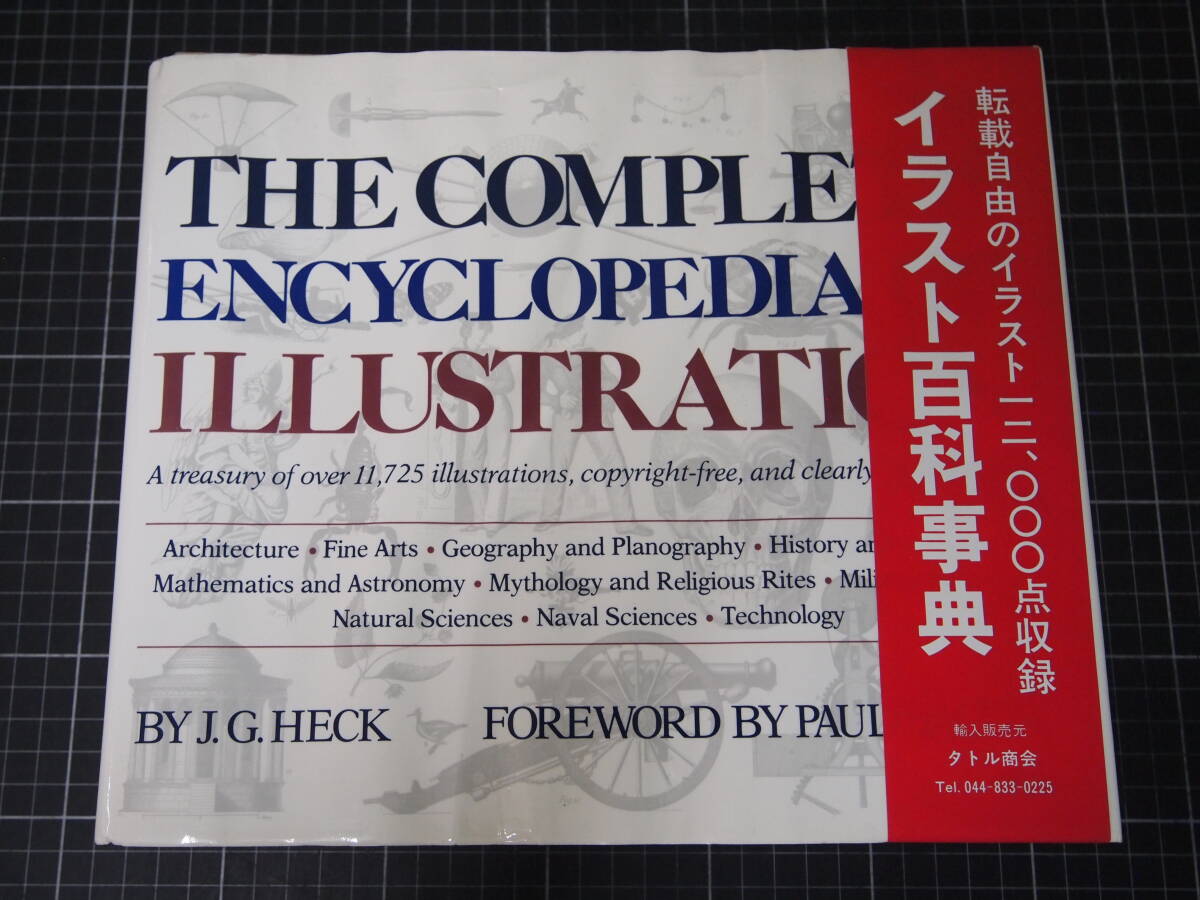 THE COMPLE
ENCYCLOPEDIA
ILLUSTRATIO
A treasury of over 11,725 illustrations, copyright-free, and clearly
Architecture • Fine Arts • Geography and Planography • History an
Mathematics and Astronomy • Mythology and Religious Rites • Mili
Natural Sciences • Naval Sciences • Technology
BY J. G. HECK
FOREWORD BY PAUL
転載自由のイラスト一二、〇〇〇点収録
イラスト百科事典
輸入販売元
タトル商会
Tel. 044-833-0225